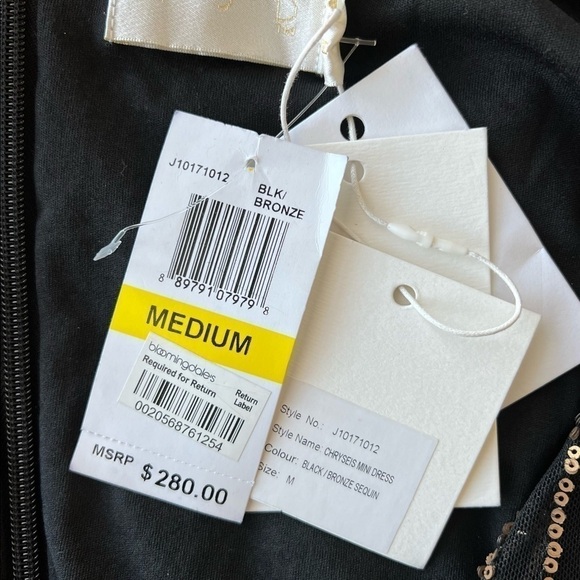 J10171012
BLK/
BRONZE
8 89791 07979 8
MEDIUM
bloomingdale's
Required for Return
Return
Label
0020568761254
MSRP $280.00
Style No.: J10171012
Style Name: CHRYSEIS MINI DRESS
Colour: BLACK / BRONZE SEQUIN
Size: M